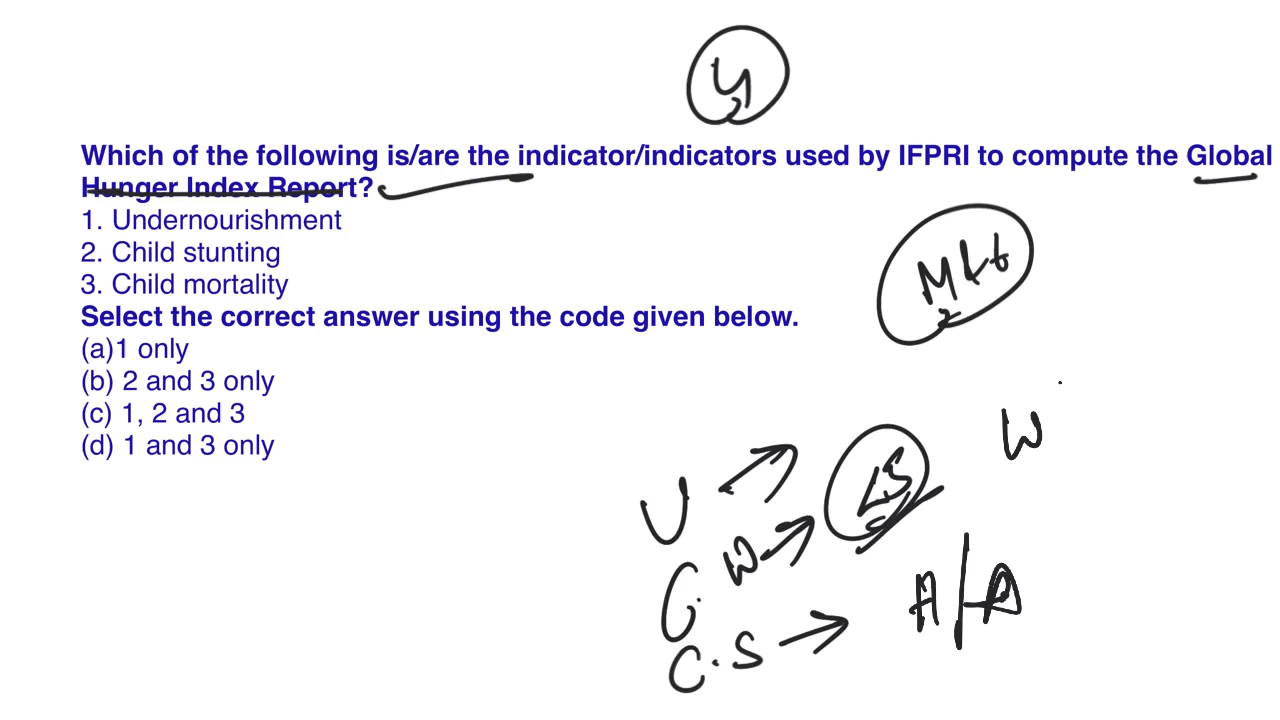 Which of the following is/are the indicator/indicators used by IFPRI to compute the Global
Hunger Index Report?
1. Undernourishment
2. Child stunting
3. Child mortality
Select the correct answer using the code given below.
(a)1 only
(b) 2 and 3 only
(c) 1, 2 and 3
(d) 1 and 3 only
W
U
C. W
C.S
A/A